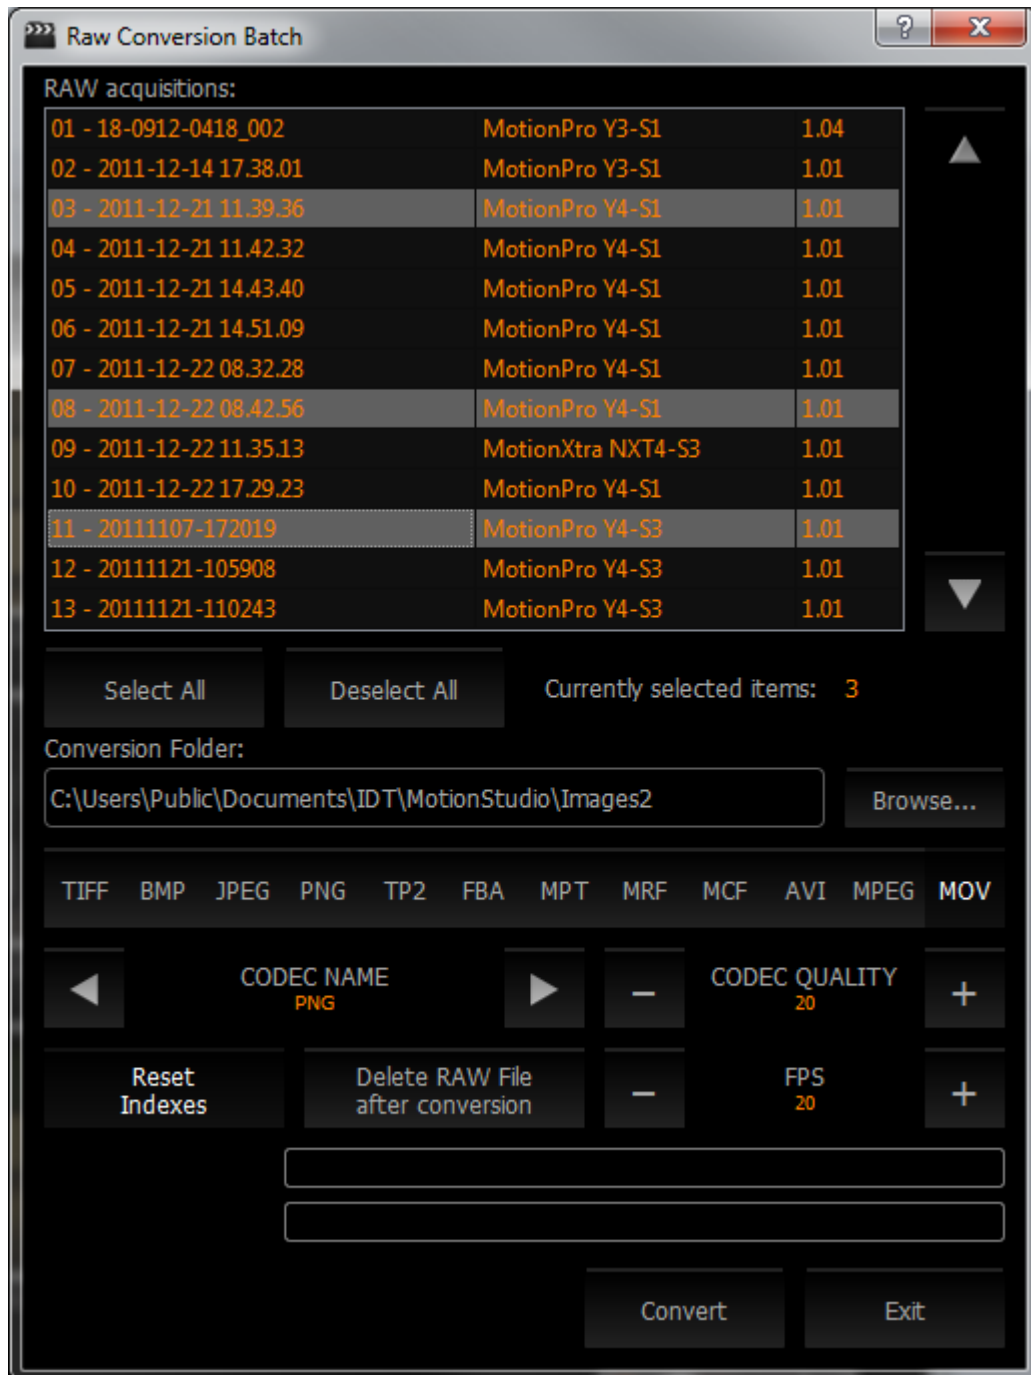 Raw Conversion Batch
RAW acquisitions:
01 - 18-0912-0418_002 MotionPro Y3-S1 1.04
02 - 2011-12-14 17.38.01 MotionPro Y3-S1 1.01
03 - 2011-12-21 11.39.36 MotionPro Y4-S1 1.01
04 - 2011-12-21 11.42.32 MotionPro Y4-S1 1.01
05 - 2011-12-21 14.43.40 MotionPro Y4-S1 1.01
06 - 2011-12-21 14.51.09 MotionPro Y4-S1 1.01
07 - 2011-12-22 08.32.28 MotionPro Y4-S1 1.01
08 - 2011-12-22 08.42.56 MotionPro Y4-S1 1.01
09 - 2011-12-22 11.35.13 MotionXtra NXT4-S3 1.01
10 - 2011-12-22 17.29.23 MotionPro Y4-S1 1.01
11 - 20111107-172019 MotionPro Y4-S3 1.01
12 - 20111121-105908 MotionPro Y4-S3 1.01
13 - 20111121-110243 MotionPro Y4-S3 1.01
Select All Deselect All Currently selected items: 3
Conversion Folder:
C:\Users\Public\Documents\IDT\MotionStudio\Images2 Browse...
TIFF BMP JPEG PNG TP2 FBA MPT MRF MCF AVI MPEG MOV
CODEC NAME CODEC QUALITY
PNG 20
Reset Delete RAW File FPS
Indexes after conversion 20
Convert Exit